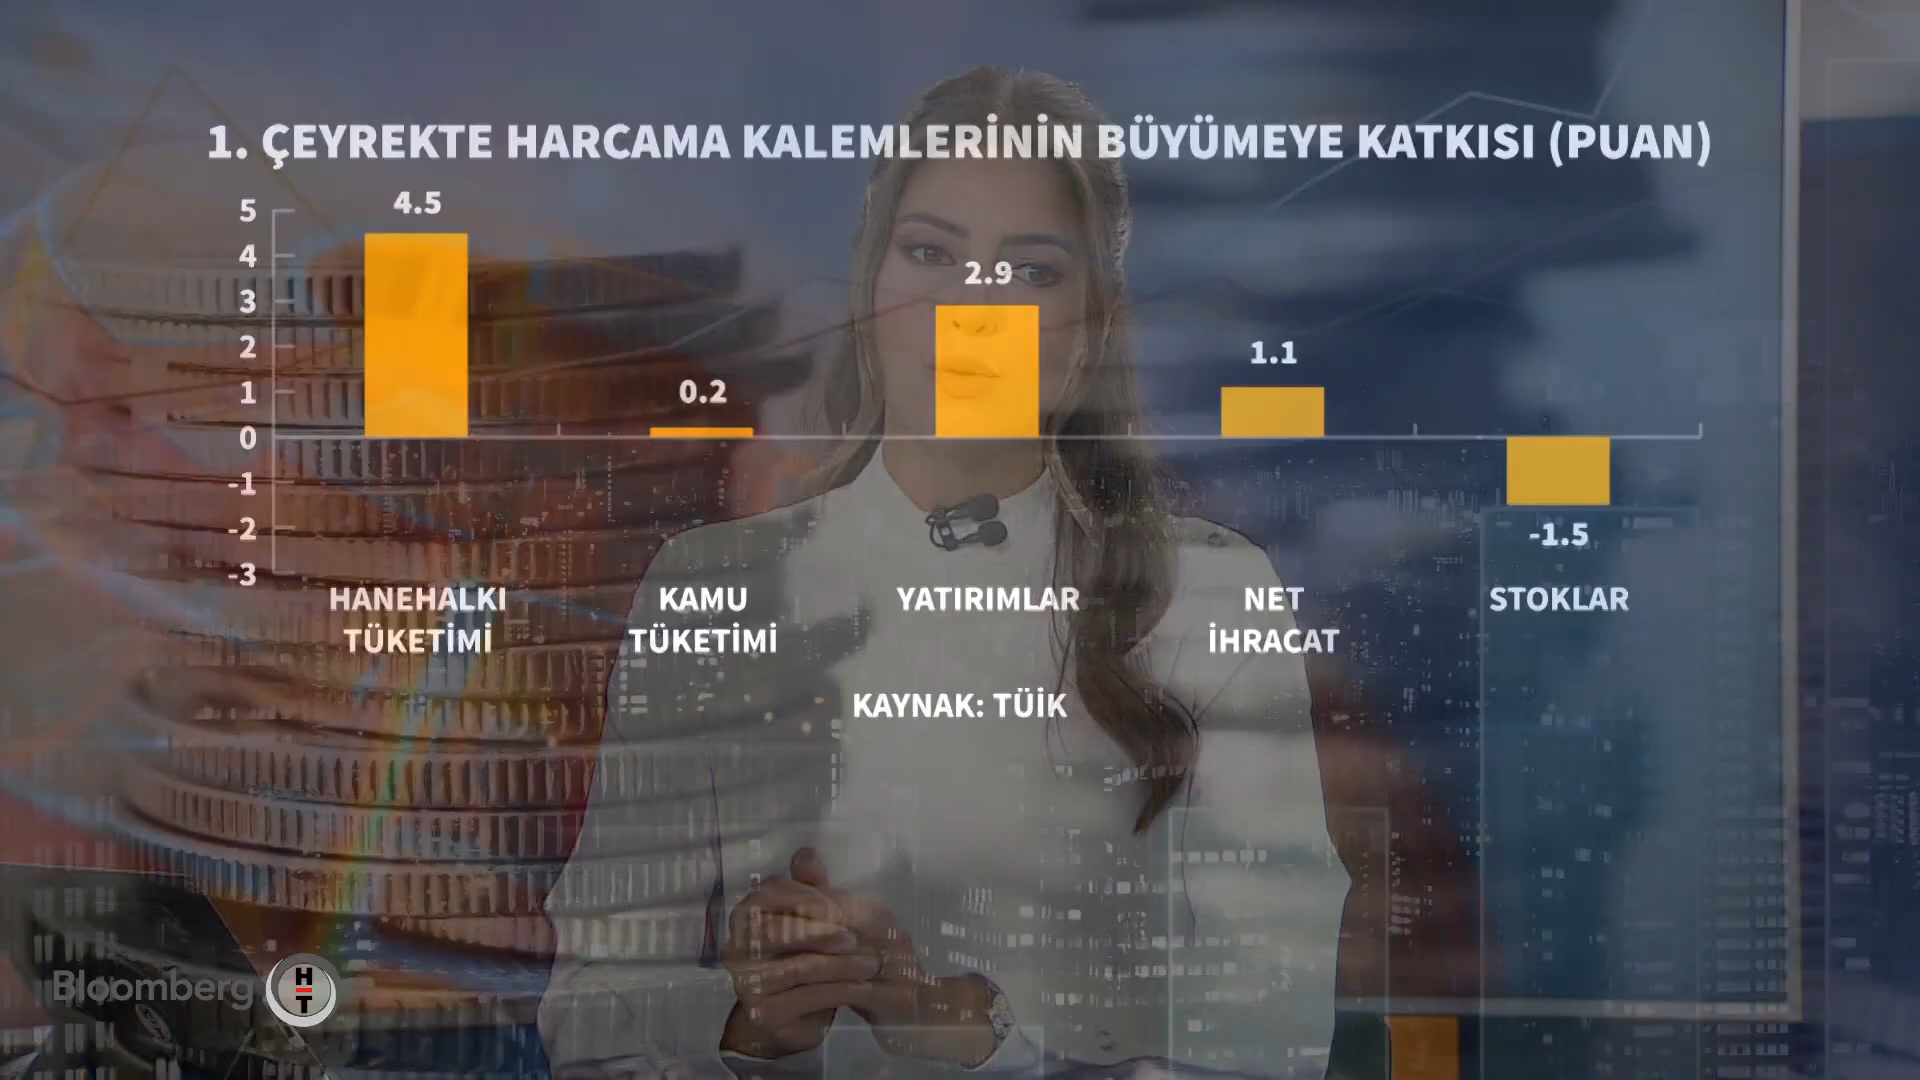 1. ÇEYREKTE HARCAMA KALEMLERİNİN BÜYÜMEYE KATKISI (PUAN)
5
4
3
2
1
0
-1
-2
-3
4.5
0.2
2.9
1.1
-1.5
HANEHALKI
TÜKETİMİ
KAMU
TÜKETİMİ
YATIRIMLAR
NET
İHRACAT
STOKLAR
KAYNAK: TÜİK
Bloomberg
HT